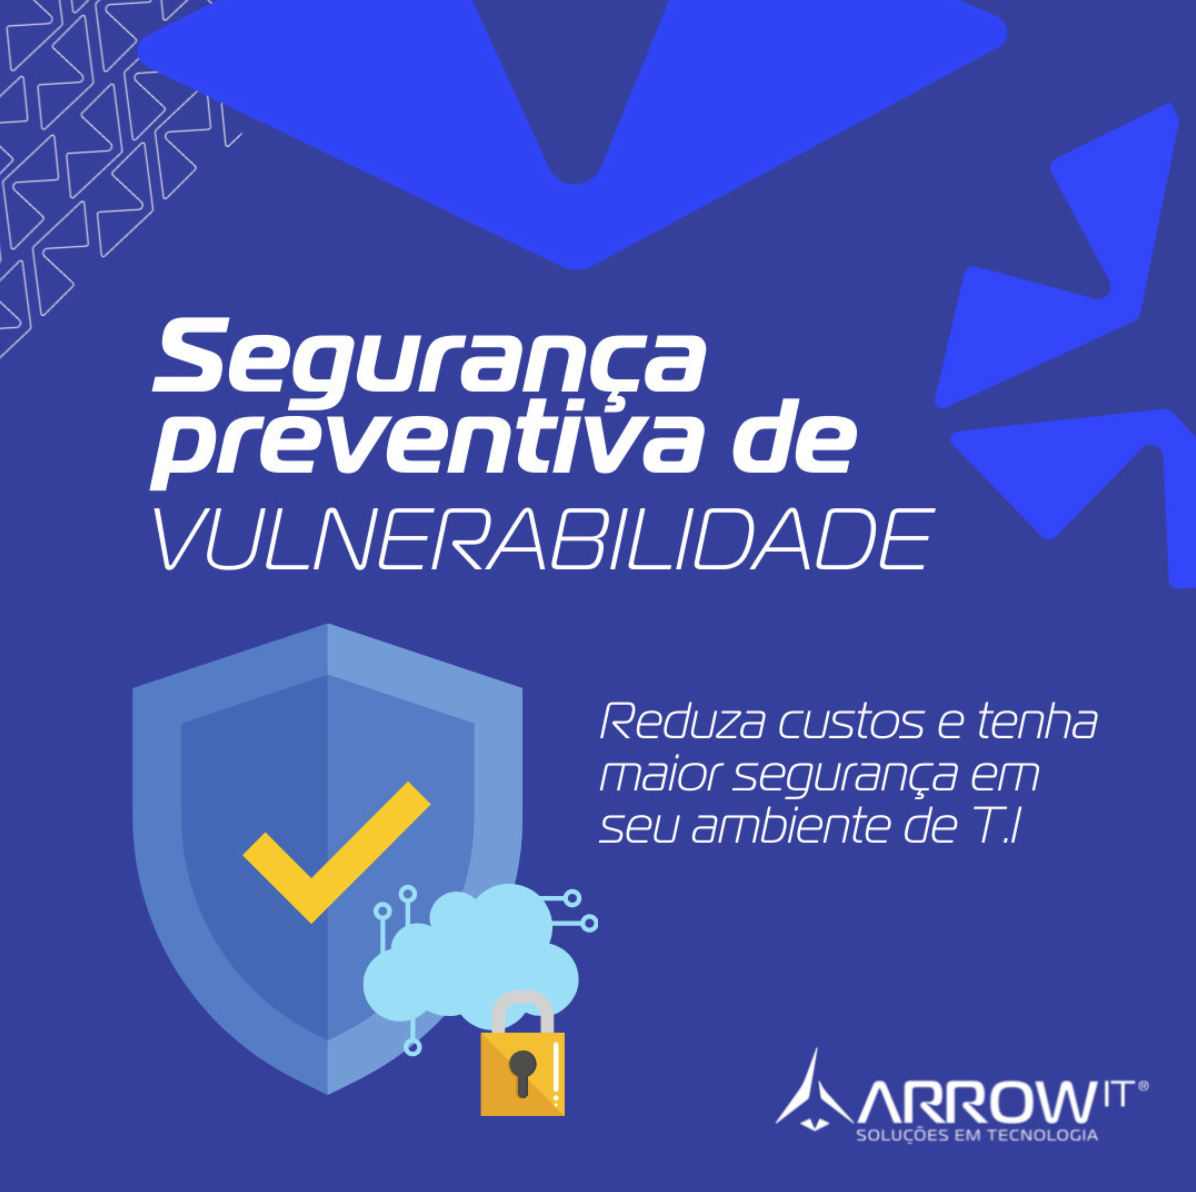 Segurança
preventiva de
VULNERABILIDADE
Reduza custos e tenha
maior segurança em
seu ambiente de T.I
ARROW IT®
SOLUÇÕES EM TECNOLOGIA